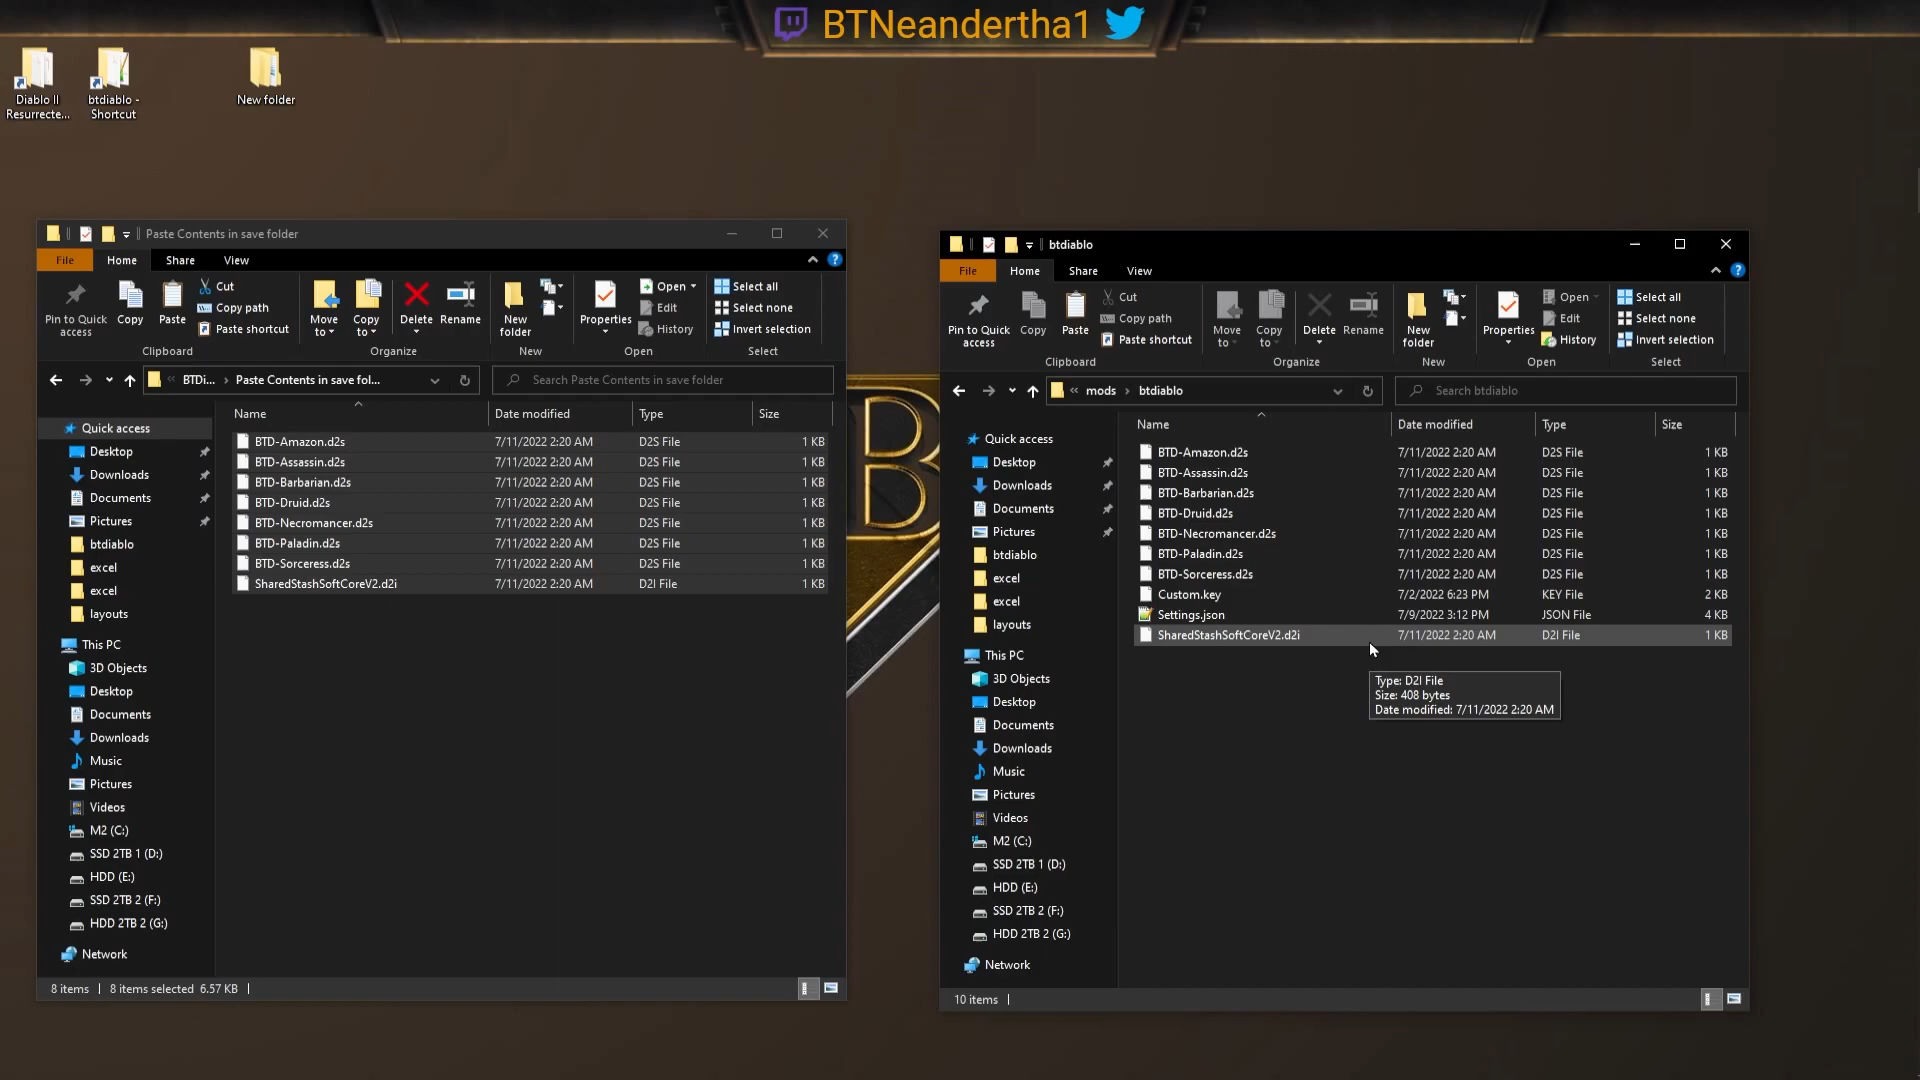 BTNeandertha1
Diablo II
Resurrecte...
btdiablo -
Shortcut
New folder
Paste Contents in save folder
File Home Share View
Pin to Quick
access
Copy
Paste
Cut
Copy path
Paste shortcut
Clipboard
Move
to
Copy
to
Delete
Rename
Organize
New
folder
New
Properties
Open
Edit
History
Open
Select all
Select none
Invert selection
Select
« BTDi... › Paste Contents in save fol...
Search Paste Contents in save folder
Name Date modified Type Size
BTD-Amazon.d2s 7/11/2022 2:20 AM D2S File 1 KB
BTD-Assassin.d2s 7/11/2022 2:20 AM D2S File 1 KB
BTD-Barbarian.d2s 7/11/2022 2:20 AM D2S File 1 KB
BTD-Druid.d2s 7/11/2022 2:20 AM D2S File 1 KB
BTD-Necromancer.d2s 7/11/2022 2:20 AM D2S File 1 KB
BTD-Paladin.d2s 7/11/2022 2:20 AM D2S File 1 KB
BTD-Sorceress.d2s 7/11/2022 2:20 AM D2S File 1 KB
SharedStashSoftCoreV2.d2i 7/11/2022 2:20 AM D2I File 1 KB
Quick access
Desktop
Downloads
Documents
Pictures
btdiablo
excel
excel
layouts
This PC
3D Objects
Desktop
Documents
Downloads
Music
Pictures
Videos
M2 (C:)
SSD 2TB 1 (D:)
HDD (E:)
SSD 2TB 2 (F:)
HDD 2TB 2 (G:)
Network
8 items 8 items selected 6.57 KB
B
btdiablo
File Home Share View
Pin to Quick
access
Copy
Paste
Cut
Copy path
Paste shortcut
Clipboard
Move
to
Copy
to
Delete
Rename
Organize
New
folder
New
Properties
Open
Edit
History
Open
Select all
Select none
Invert selection
Select
« mods › btdiablo
Search btdiablo
Name Date modified Type Size
BTD-Amazon.d2s 7/11/2022 2:20 AM D2S File 1 KB
BTD-Assassin.d2s 7/11/2022 2:20 AM D2S File 1 KB
BTD-Barbarian.d2s 7/11/2022 2:20 AM D2S File 1 KB
BTD-Druid.d2s 7/11/2022 2:20 AM D2S File 1 KB
BTD-Necromancer.d2s 7/11/2022 2:20 AM D2S File 1 KB
BTD-Paladin.d2s 7/11/2022 2:20 AM D2S File 1 KB
BTD-Sorceress.d2s 7/11/2022 2:20 AM D2S File 1 KB
Custom.key 7/2/2022 6:23 PM KEY File 2 KB
Settings.json 7/9/2022 3:12 PM JSON File 4 KB
SharedStashSoftCoreV2.d2i 7/11/2022 2:20 AM D2I File 1 KB
Type: D2I File
Size: 408 bytes
Date modified: 7/11/2022 2:20 AM
Quick access
Desktop
Downloads
Documents
Pictures
btdiablo
excel
excel
layouts
This PC
3D Objects
Desktop
Documents
Downloads
Music
Pictures
Videos
M2 (C:)
SSD 2TB 1 (D:)
HDD (E:)
SSD 2TB 2 (F:)
HDD 2TB 2 (G:)
Network
10 items